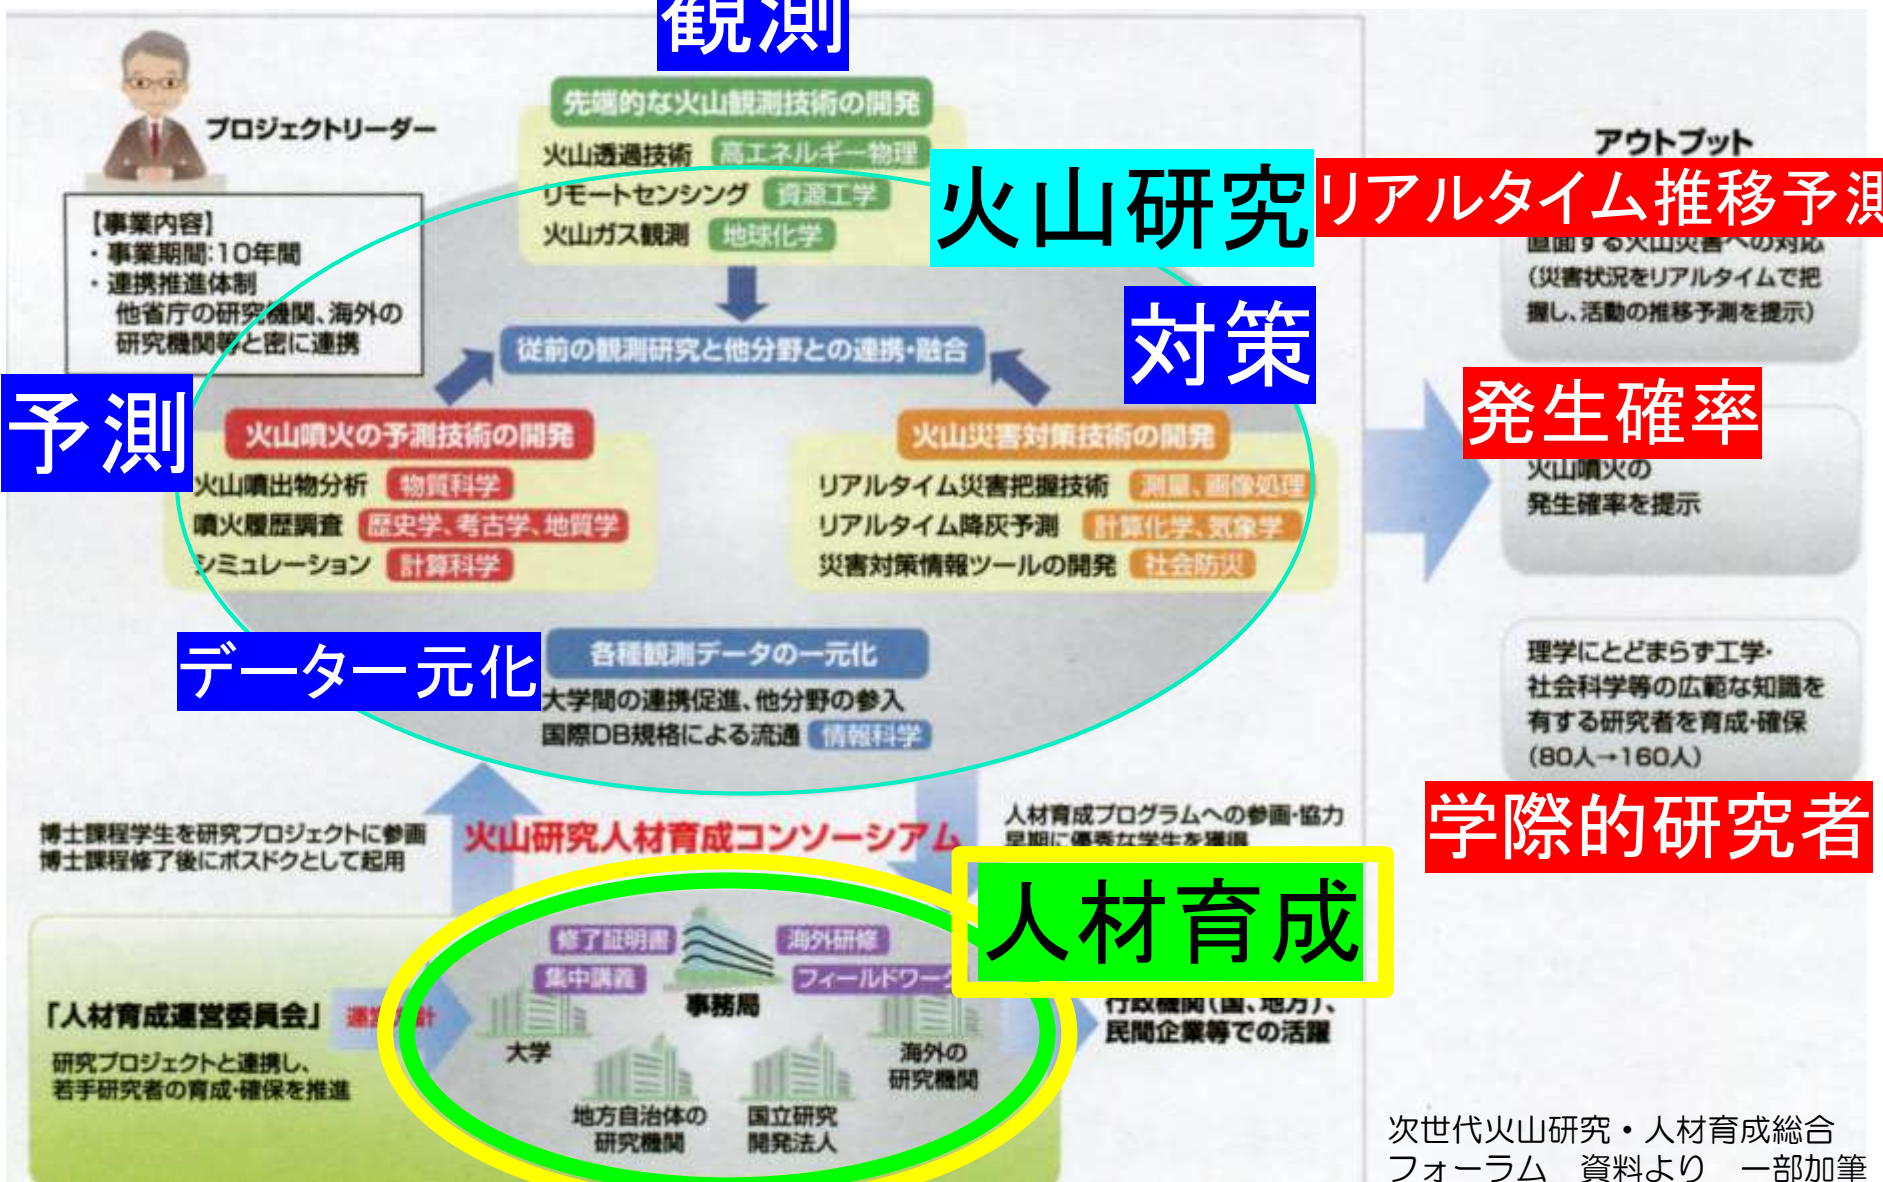 観測
先端的な火山観測技術の開発
プロジェクトリーダー
火山透過技術 高エネルギー物理
リモートセンシング 資源工学
火山ガス観測 地球化学
火山研究
アウトプット
リアルタイム推移予測
直面する火山災害への対応
(災害状況をリアルタイムで把
握し、活動の推移予測を提示)
【事業内容】
・事業期間:10年間
・連携推進体制
他省庁の研究機関、海外の
研究機関等と密に連携
従前の観測研究と他分野との連携・融合
対策
予測
火山噴火の予測技術の開発
火山噴出物分析 物質科学
噴火履歴調査 歴史学、考古学、地質学
シミュレーション 計算科学
火山災害対策技術の開発
リアルタイム災害把握技術 測量、画像処理
リアルタイム降灰予測 計算化学、気象学
災害対策情報ツールの開発 社会防災
発生確率
火山噴火の
発生確率を提示
データ一元化
各種観測データの一元化
大学間の連携促進、他分野の参入
国際DB規格による流通 情報科学
理学にとどまらず工学・
社会科学等の広範な知識を
有する研究者を育成・確保
(80人→160人)
学際的研究者
博士課程学生を研究プロジェクトに参画
博士課程修了後にポスドクとして起用
火山研究人材育成コンソーシアム
人材育成プログラムへの参画・協力
早期に優秀な学生を獲得
人材育成
「人材育成運営委員会」
研究プロジェクトと連携し、
若手研究者の育成・確保を推進
修了証明書
海外研修
集中講義
フィールドワーク
事務局
大学
海外の
研究機関
地方自治体の
研究機関
国立研究
開発法人
行政機関(国、地方)、
民間企業等での活躍
次世代火山研究・人材育成総合
フォーラム 資料より 一部加筆